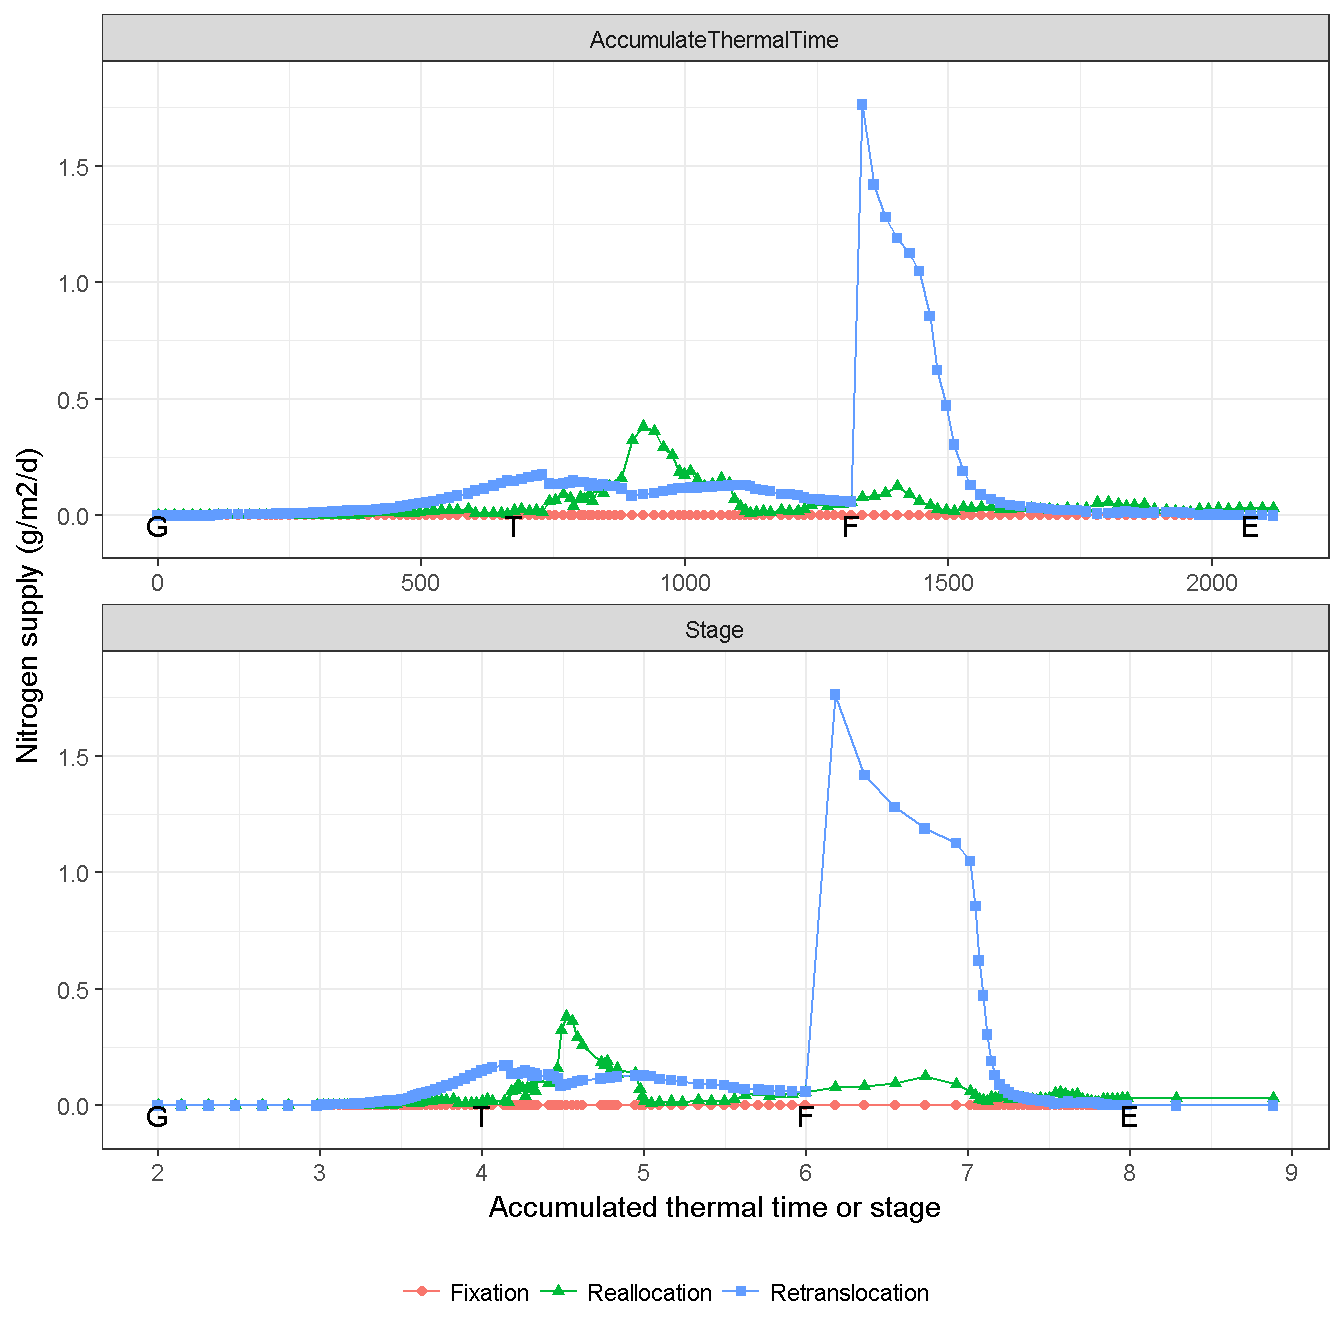 AccumulateThermalTime
Nitrogen supply (g/m2/d)
1.5
1.0
0.5
0.0
G T F E
0 500 1000 1500 2000
Stage
1.5
1.0
0.5
0.0
G T F E
2 3 4 5 6 7 8 9
Accumulated thermal time or stage
Fixation Reallocation Retranslocation